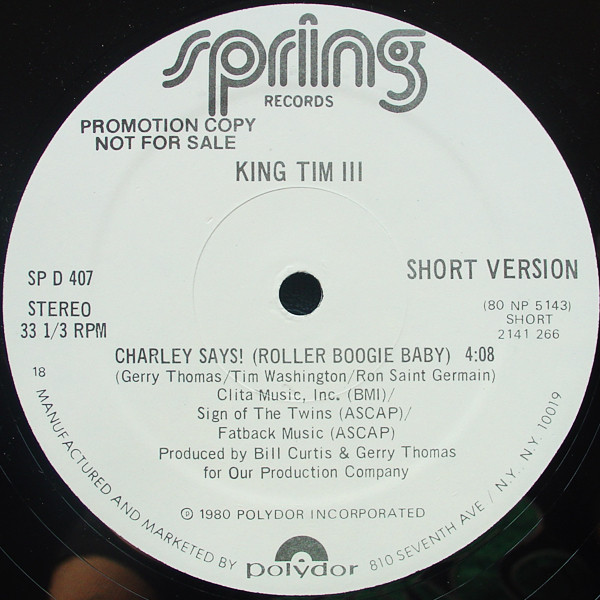 spring
RECORDS
PROMOTION COPY
NOT FOR SALE
KING TIM III
SP D 407
STEREO
33 1/3 RPM
SHORT VERSION
(80 NP 5143)
SHORT
2141 266
CHARLEY SAYS! (ROLLER BOOGIE BABY) 4:08
(Gerry Thomas/Tim Washington/Ron Saint Germain)
Clita Music, Inc. (BMI)/
Sign of The Twins (ASCAP)/
Fatback Music (ASCAP)
Produced by Bill Curtis & Gerry Thomas
for Our Production Company
18
℗ 1980 POLYDOR INCORPORATED
MANUFACTURED AND MARKETED BY polydor 810 SEVENTH AVE / N.Y., N.Y. 10019